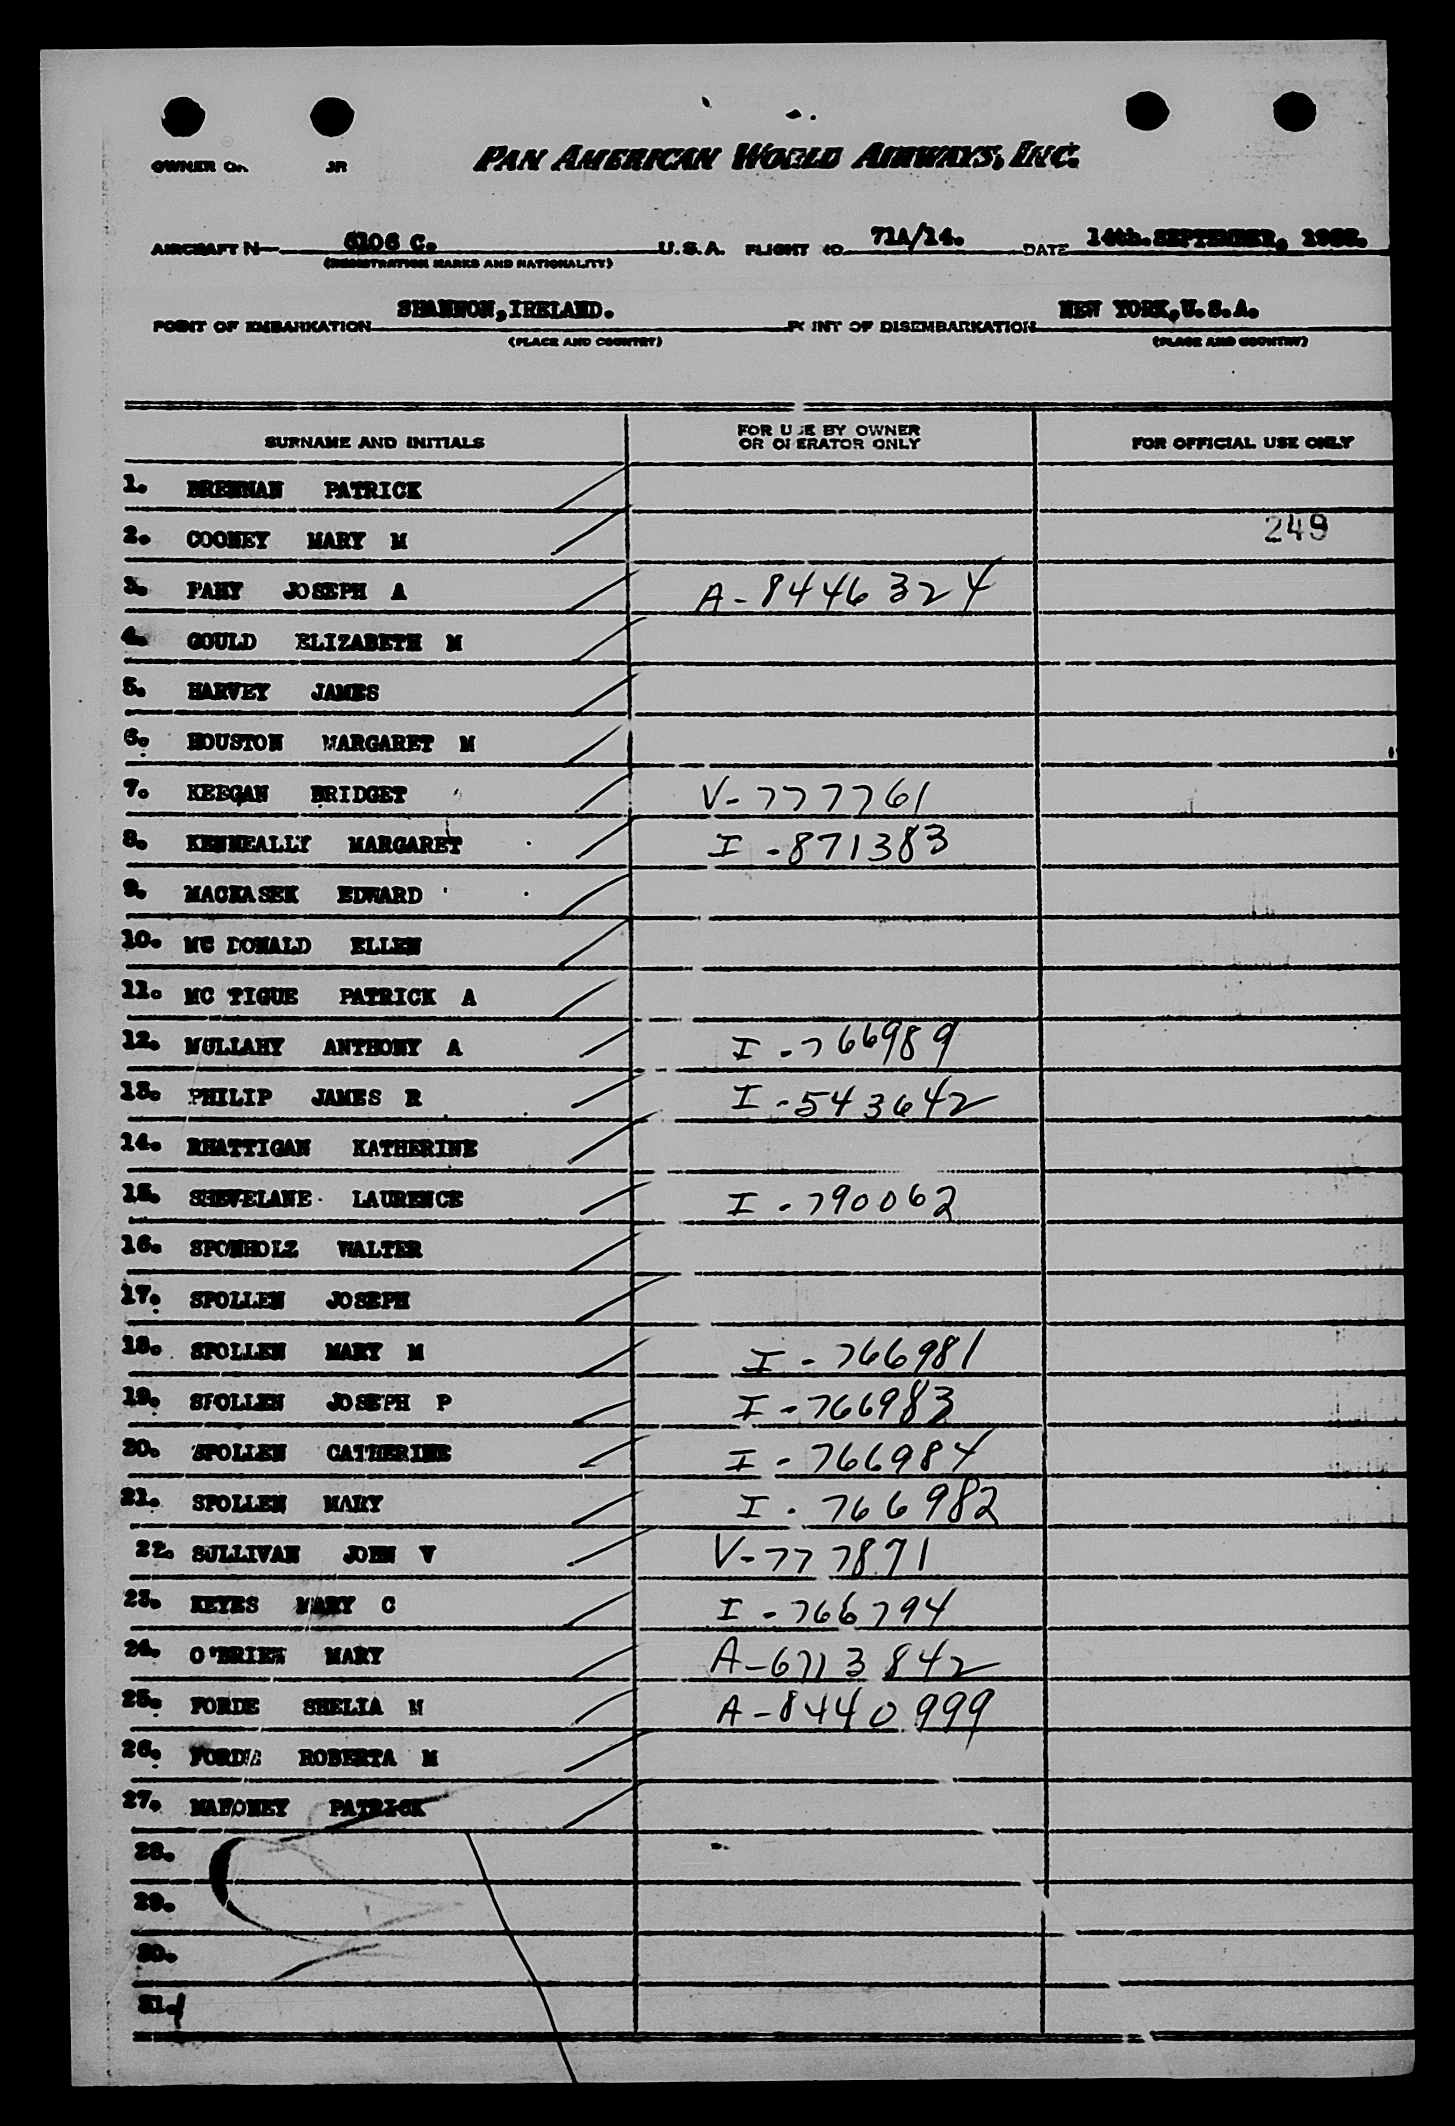 PAN AMERICAN WORLD AIRWAYS, INC.
OWNER OR
AIRCRAFT N— 6106 C. U.S.A. FLIGHT NO. 71A/14. DATE 14th. SEPTEMBER,
(REGISTRATION MARKS AND NATIONALITY)
POINT OF EMBARKATION SHANNON, IRELAND. POINT OF DISEMBARKATION NEW YORK, U.S.A.
(PLACE AND COUNTRY) (PLACE AND COUNTRY)
SURNAME AND INITIALS FOR USE BY OWNER OR OPERATOR ONLY FOR OFFICIAL USE ONLY
1. BRENNAN PATRICK
2. COONEY MARY M 249
3. FAHY JOSEPH A A-8446324
4. GOULD ELIZABETH M
5. HARVEY JAMES
6. HOUSTON MARGARET M
7. KEEGAN BRIDGET V-777761
8. KENNEALLY MARGARET I-871383
9. MACKASEK EDWARD
10. MC DONALD ELLEN
11. MC TIGUE PATRICK A
12. MULLAHY ANTHONY A I-766989
13. PHILIP JAMES R I-543642
14. RHATTIGAN KATHERINE
15. SHEVELANE LAURENCE I-790062
16. SPONHOLZ WALTER
17. SPOLLEN JOSEPH
18. SPOLLEN MARY M I-766981
19. SPOLLEN JOSEPH P I-766983
20. SPOLLEN CATHERINE I-766984
21. SPOLLEN MARY I-766982
22. SULLIVAN JOHN V V-777871
23. KEYES MARY C I-766794
24. O'BRIEN MARY A-6713842
25. FORDE SHELIA M A-8440999
26. FORDE ROBERTA M
27. MAHONEY PATRICK
28.
29.
30.
31.